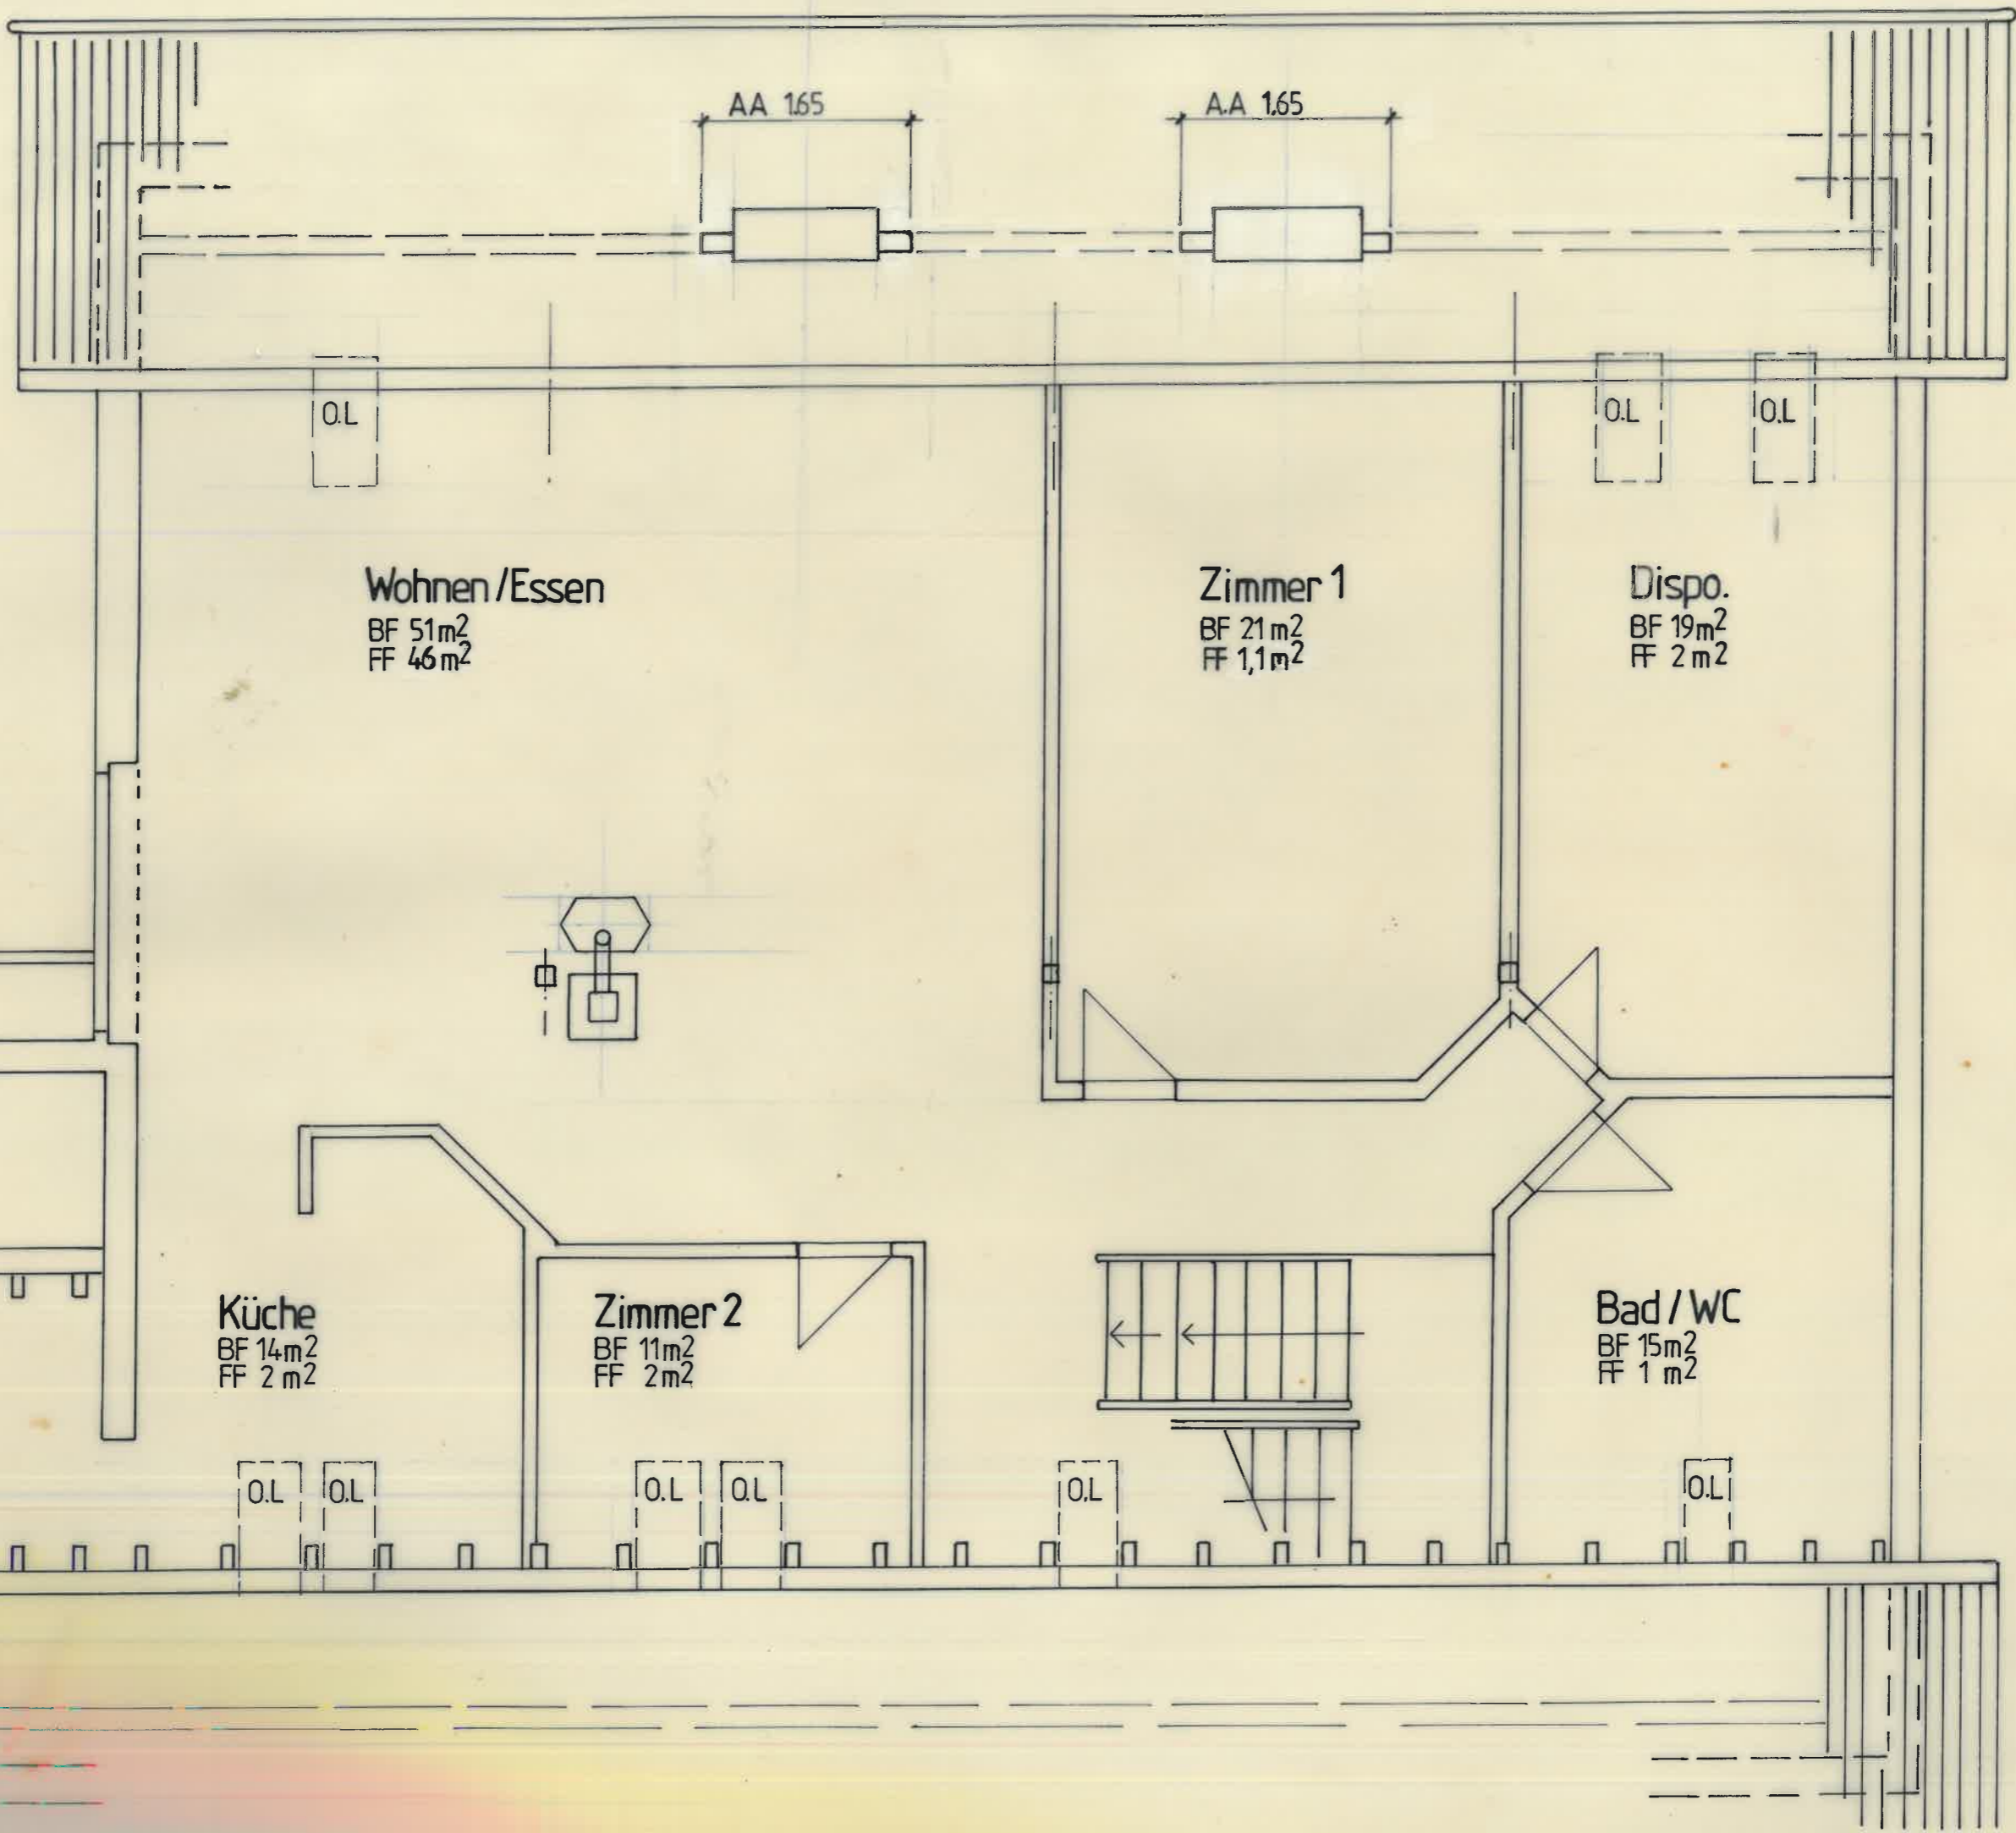 AA 1.65
A.A 1.65
O.L
O.L
O.L
Wohnen/Essen
BF 51m2
FF 46m2
Zimmer 1
BF 21m2
FF 1,1m2
Dispo.
BF 19m2
FF 2m2
Küche
BF 14m2
FF 2m2
Zimmer 2
BF 11m2
FF 2m2
Bad/WC
BF 15m2
FF 1 m2
O.L
O.L
O.L
O.L
O.L
O.L